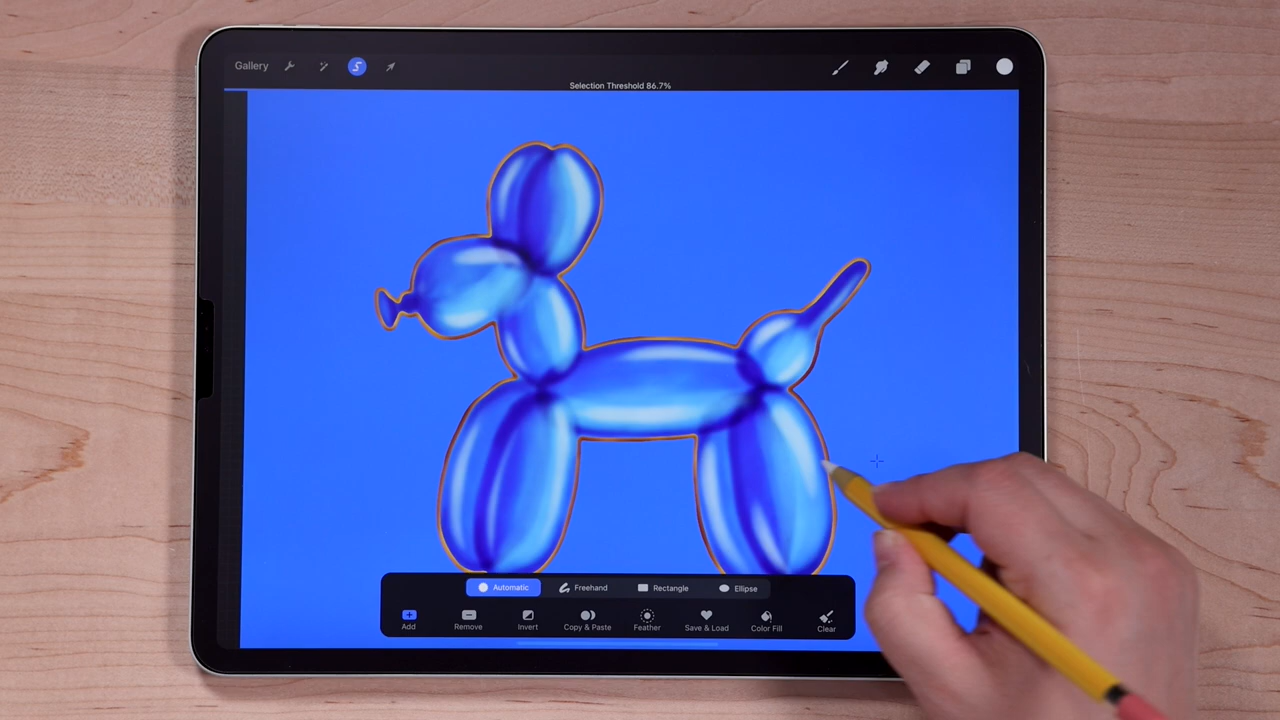 Gallery
Selection Threshold 86.7%
Automatic Freehand Rectangle Ellipse
Add Remove Invert Copy & Paste Feather Save & Load Color Fill Clear